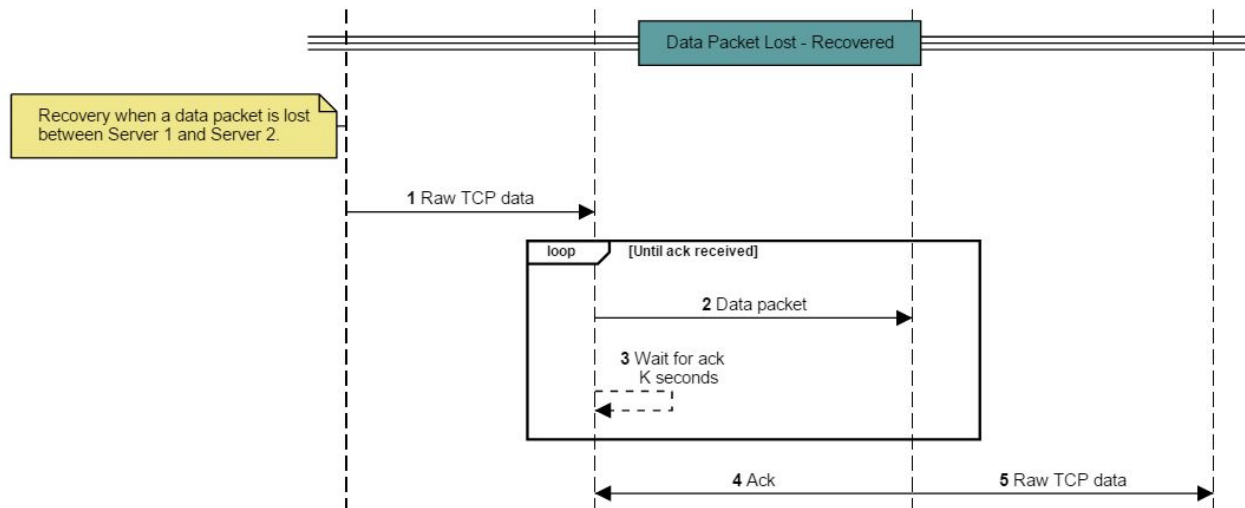 Data Packet Lost - Recovered
Recovery when a data packet is lost
between Server 1 and Server 2.
1 Raw TCP data
loop [Until ack received]
2 Data packet
3 Wait for ack
K seconds
4 Ack 5 Raw TCP data